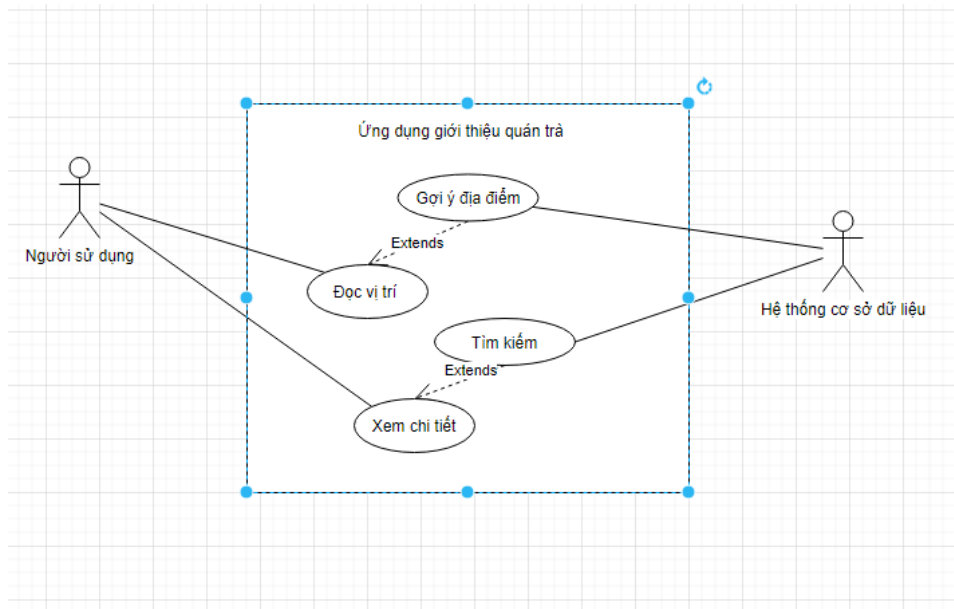 Ứng dụng giới thiệu quán trà
Gợi ý địa điểm
Extends
Người sử dụng
Đọc vị trí
Hệ thống cơ sở dữ liệu
Tìm kiếm
Extends
Xem chi tiết